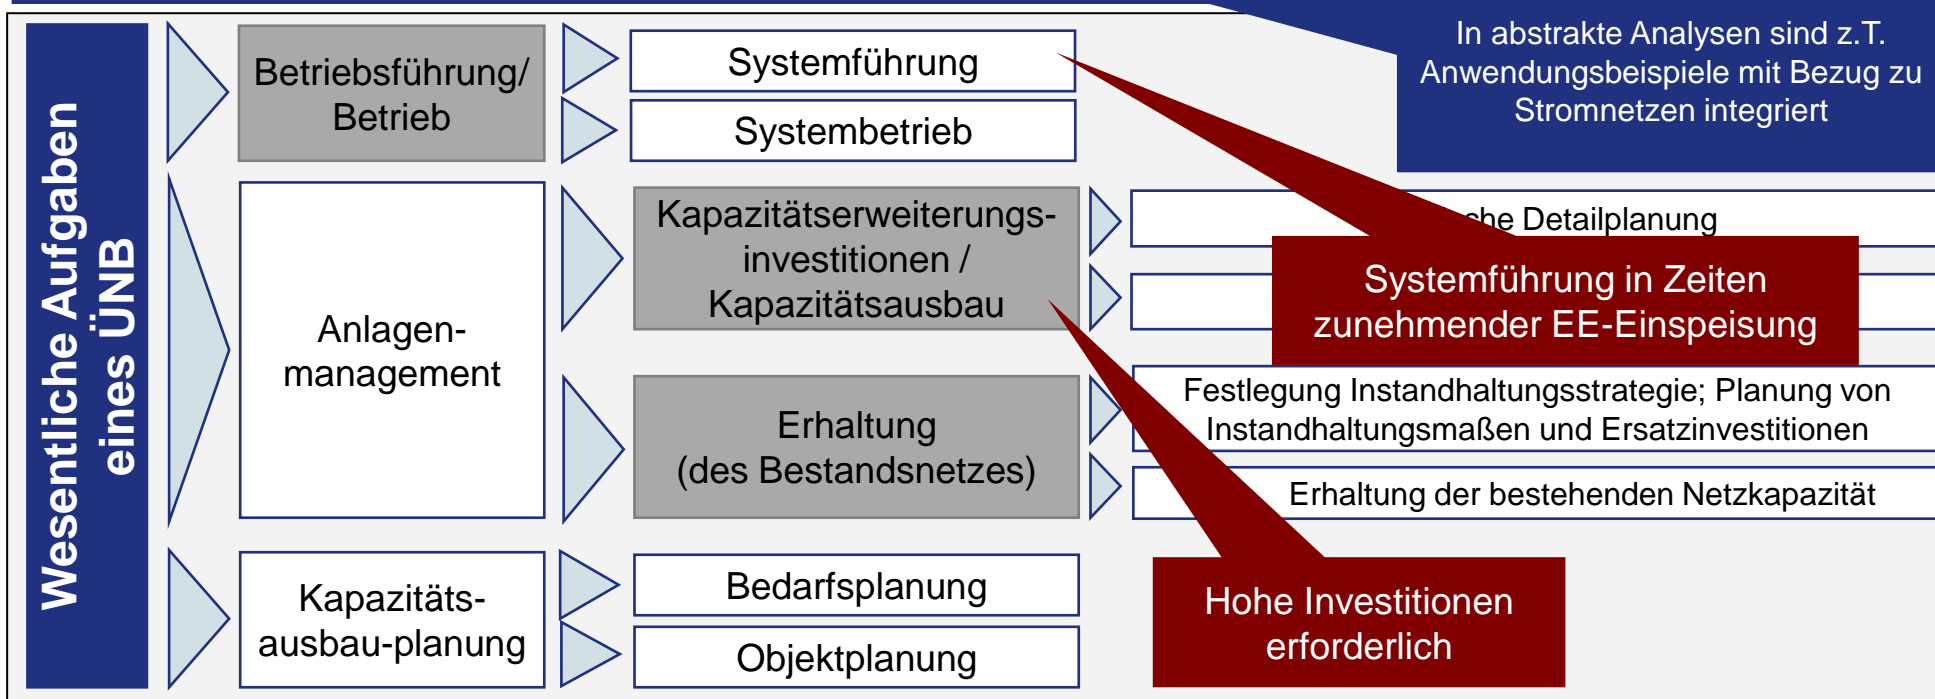 Wesentliche Aufgaben
eines ÜNB
Betriebsführung/
Betrieb
Systemführung
Systembetrieb
In abstrakte Analysen sind z.T.
Anwendungsbeispiele mit Bezug zu
Stromnetzen integriert
Anlagen-
management
Kapazitätserweiterungs-
investitionen /
Kapazitätsausbau
Detailplanung
Systemführung in Zeiten
zunehmender EE-Einspeisung
Erhaltung
(des Bestandsnetzes)
Festlegung Instandhaltungsstrategie; Planung von
Instandhaltungsmaßen und Ersatzinvestitionen
Erhaltung der bestehenden Netzkapazität
Kapazitäts-
ausbau-planung
Bedarfsplanung
Objektplanung
Hohe Investitionen
erforderlich